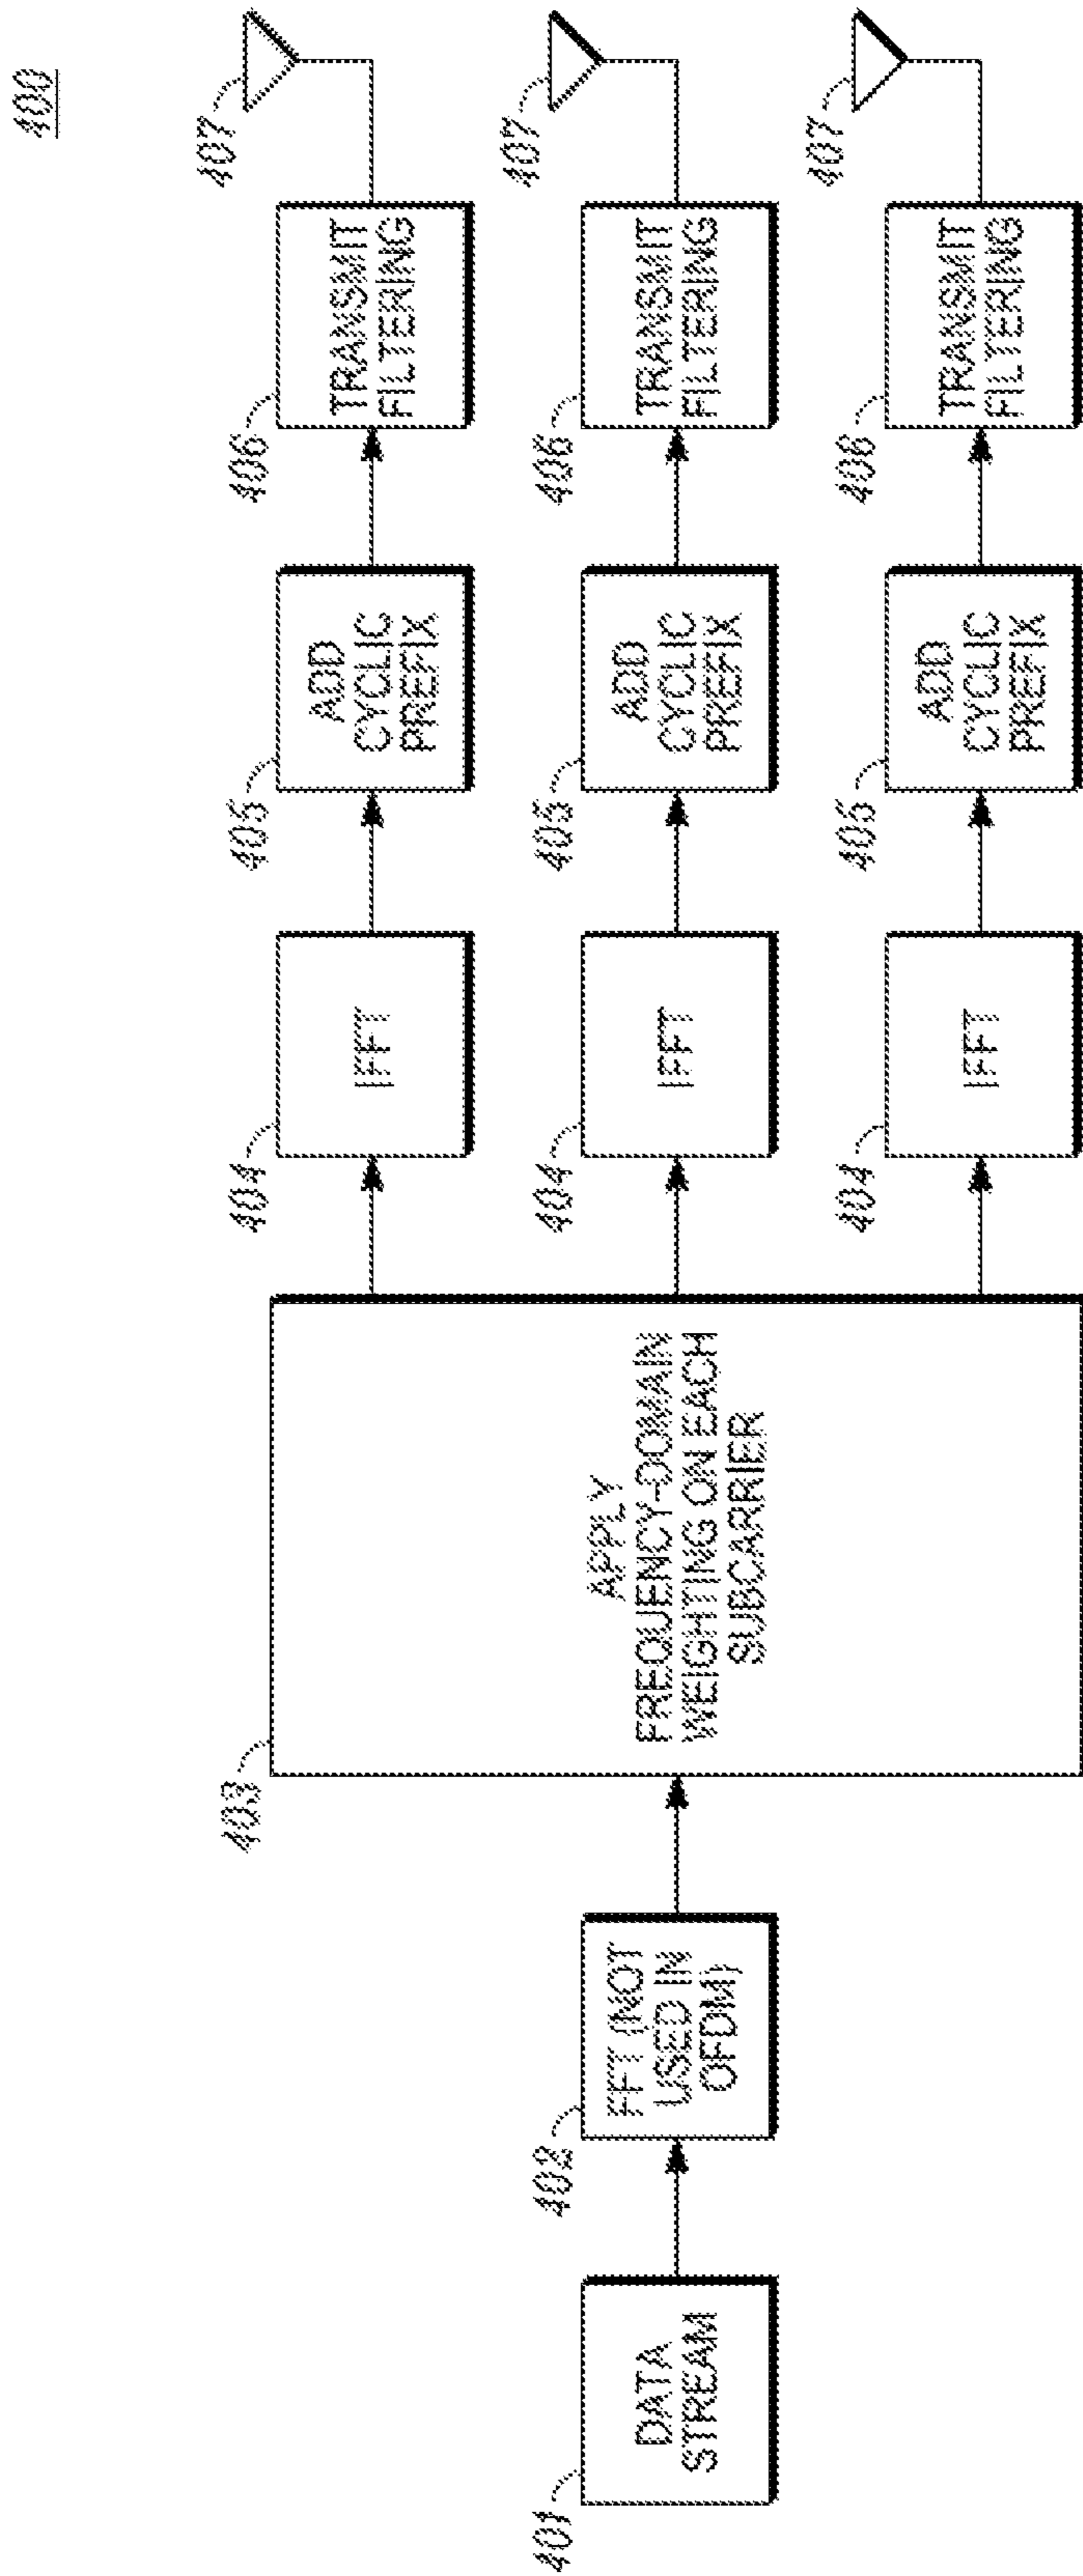 400
401
DATA
STREAM
402
FFT (NOT
USED IN
OFDM)
403
APPLY
FREQUENCY-DOMAIN
WEIGHTING ON EACH
SUBCARRIER
404
IFFT
405
ADD
CYCLIC
PREFIX
406
TRANSMIT
FILTERING
407
404
IFFT
405
ADD
CYCLIC
PREFIX
406
TRANSMIT
FILTERING
407
404
IFFT
405
ADD
CYCLIC
PREFIX
406
TRANSMIT
FILTERING
407